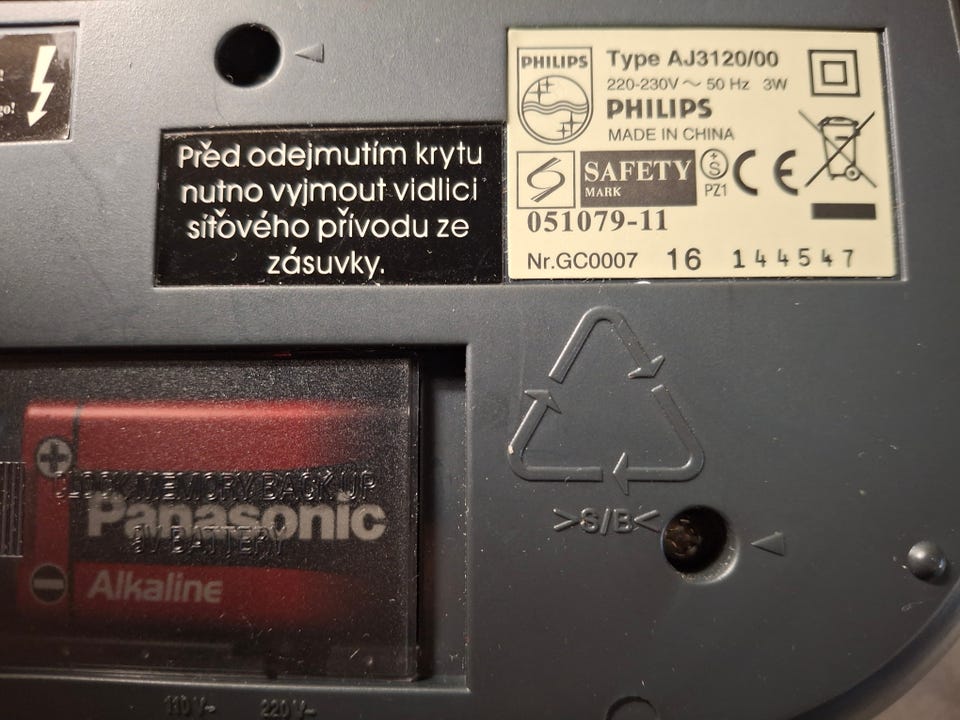 go!
Před odejmutím krytu
nutno vyjmout vidlici
síťového přívodu ze
zásuvky.
PHILIPS
Type AJ3120/00
220-230V ~ 50 Hz 3W
PHILIPS
MADE IN CHINA
SAFETY
MARK
S
PZ1
CE
051079-11
Nr.GC0007 16 144547
>S/B<
CLOCK MEMORY BACK UP
9V BATTERY
+
Panasonic
Alkaline
−
110V~ 220V~